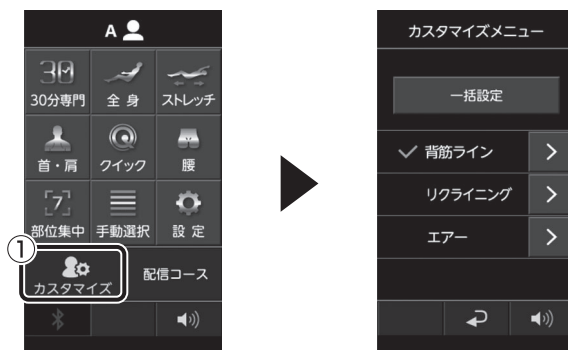 A
30
30分専門
全 身
ストレッチ
首・肩
クイック
腰
7
部位集中
手動選択
設 定
①
カスタマイズ
配信コース
カスタマイズメニュー
一括設定
背筋ライン
リクライニング
エアー